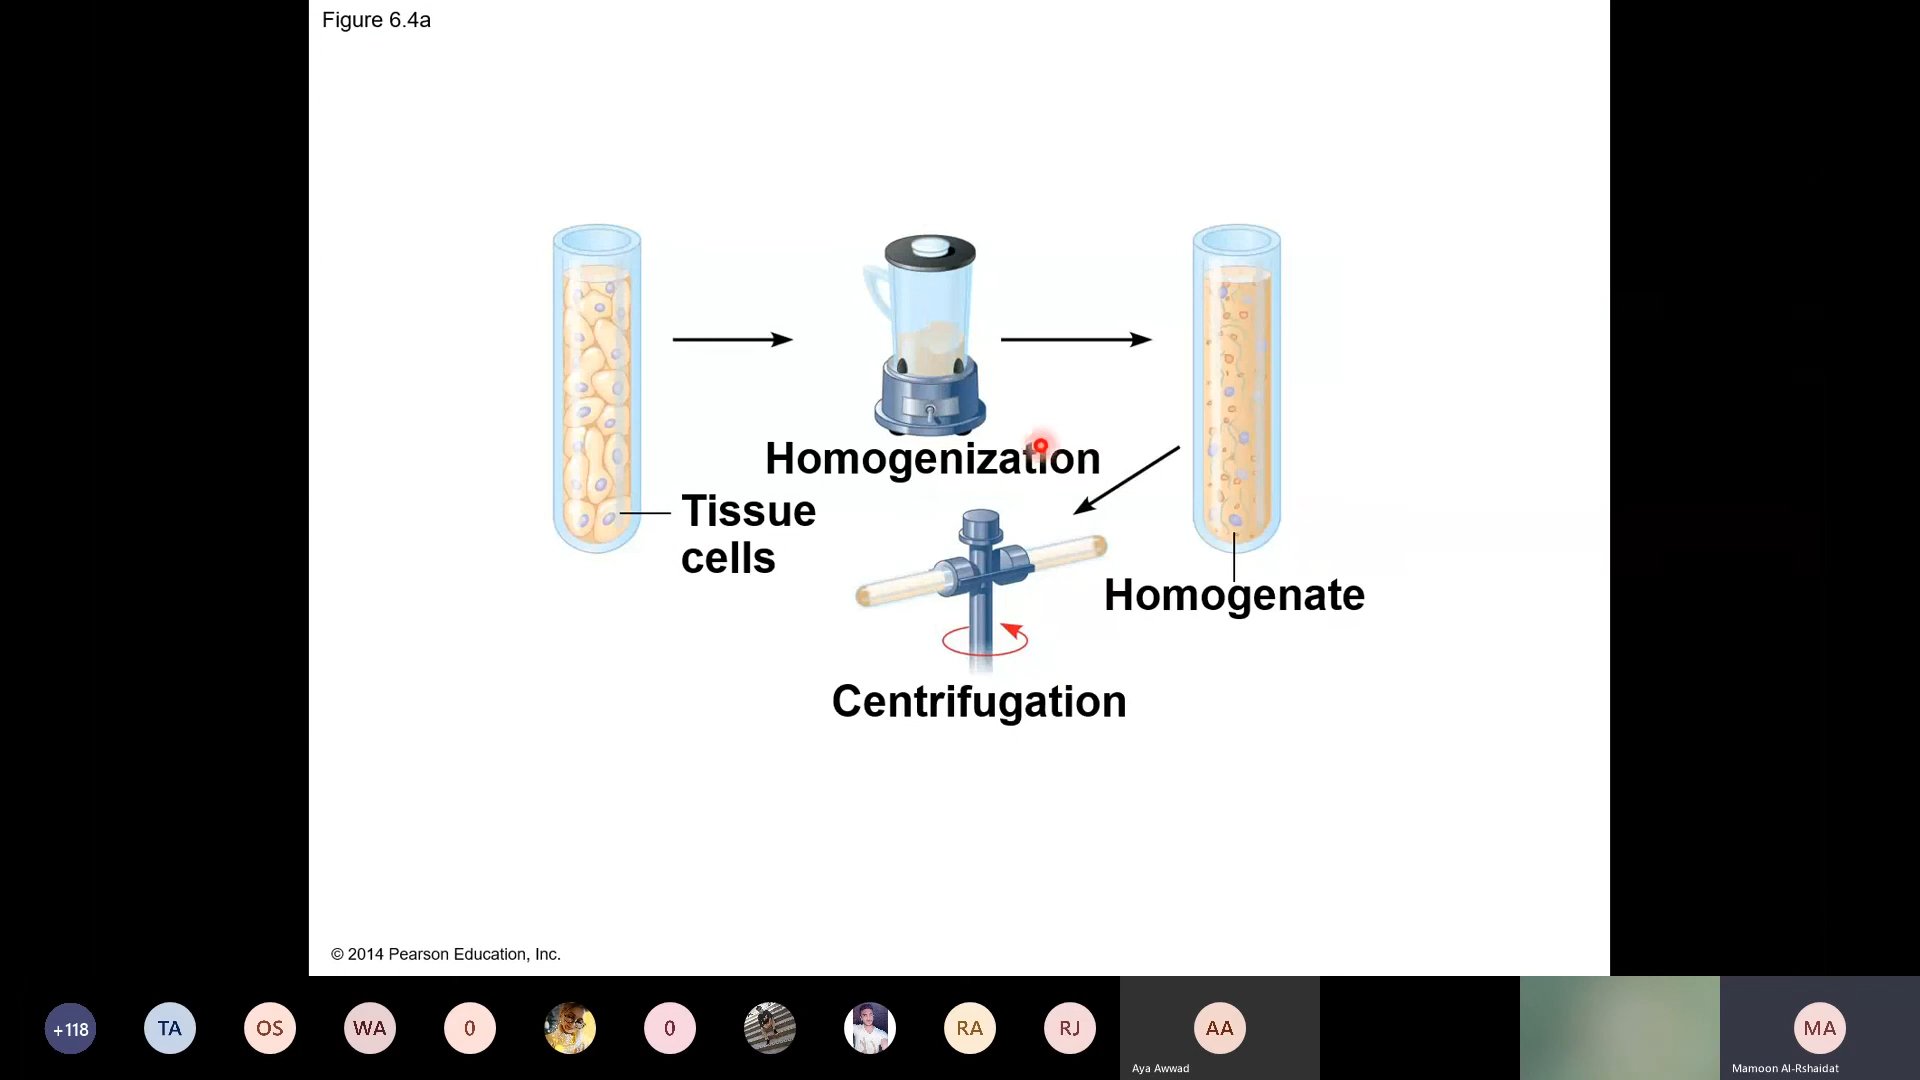 Figure 6.4a
Homogenization
Tissue
cells
Homogenate
Centrifugation
© 2014 Pearson Education, Inc.
+118
TA
OS
WA
0
0
RA
RJ
AA
MA
Aya Awwad
Mamoon Al-Rshaidat